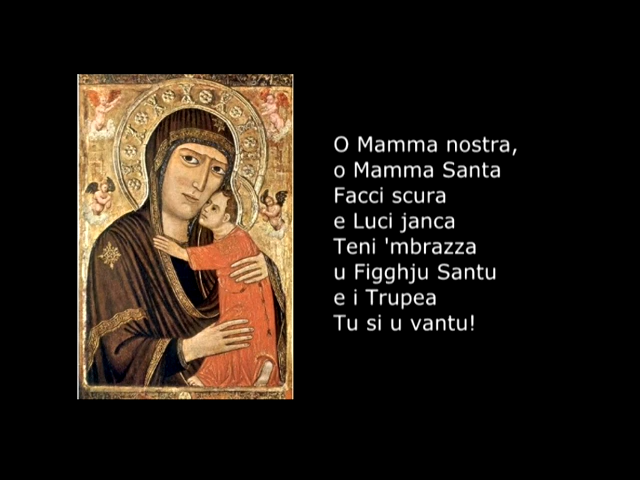 O Mamma nostra,
o Mamma Santa
Facci scura
e Luci janca
Teni 'mbrazza
u Figghju Santu
e i Trupea
Tu si u vantu!